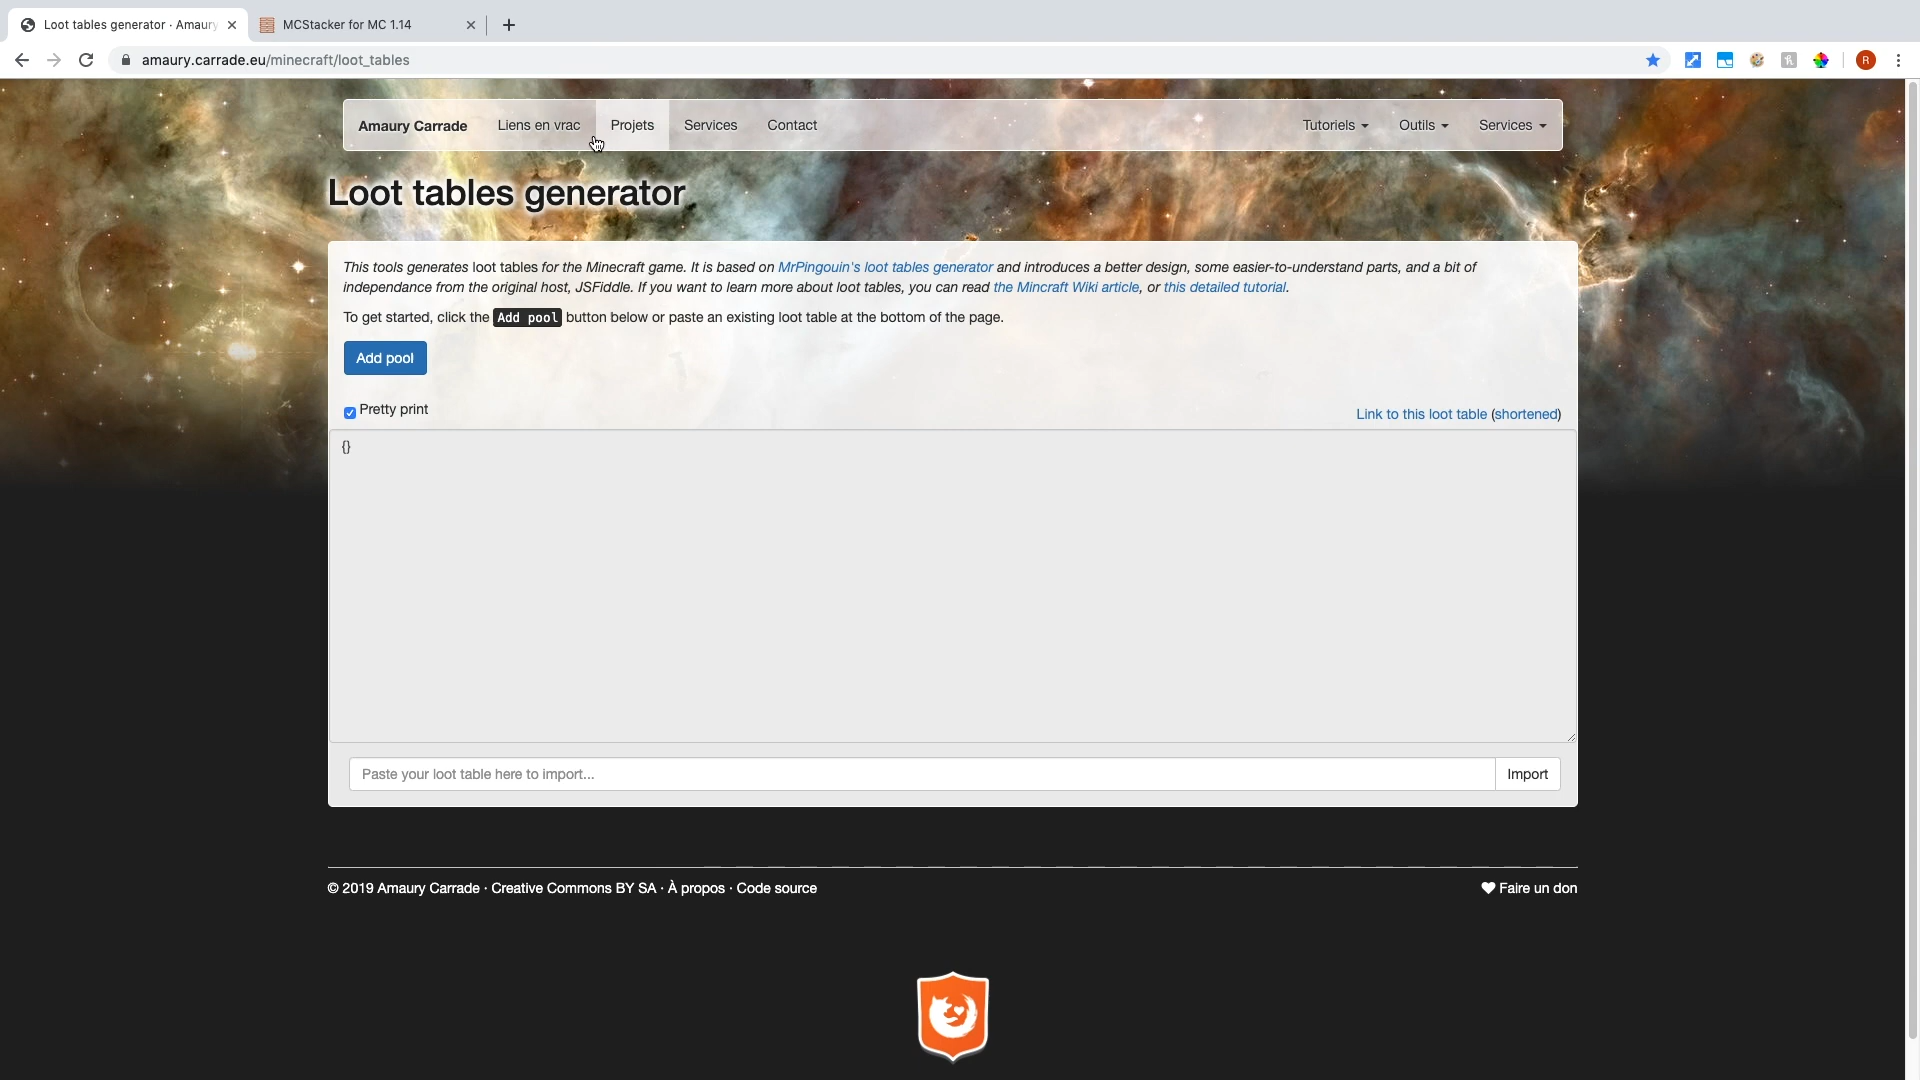 Loot tables generator · Amaury
MCStacker for MC 1.14
amaury.carrade.eu/minecraft/loot_tables
R
Amaury Carrade Liens en vrac Projets Services Contact Tutoriels Outils Services
Loot tables generator
This tools generates loot tables for the Minecraft game. It is based on MrPingouin's loot tables generator and introduces a better design, some easier-to-understand parts, and a bit of
independence from the original host, JSFiddle. If you want to learn more about loot tables, you can read the Mincraft Wiki article, or this detailed tutorial.
To get started, click the Add pool button below or paste an existing loot table at the bottom of the page.
Add pool
Pretty print
Link to this loot table (shortened)
{}
Paste your loot table here to import...
Import
© 2019 Amaury Carrade · Creative Commons BY SA · À propos · Code source
Faire un don